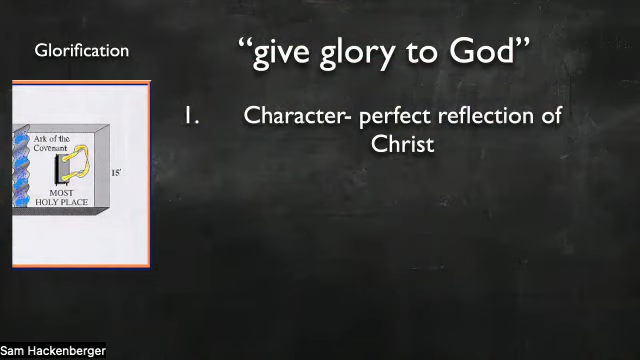 Glorification
“give glory to God”
1. Character- perfect reflection of
Christ
Ark of the
Covenant
15'
MOST
HOLY PLACE
Sam Hackenberger